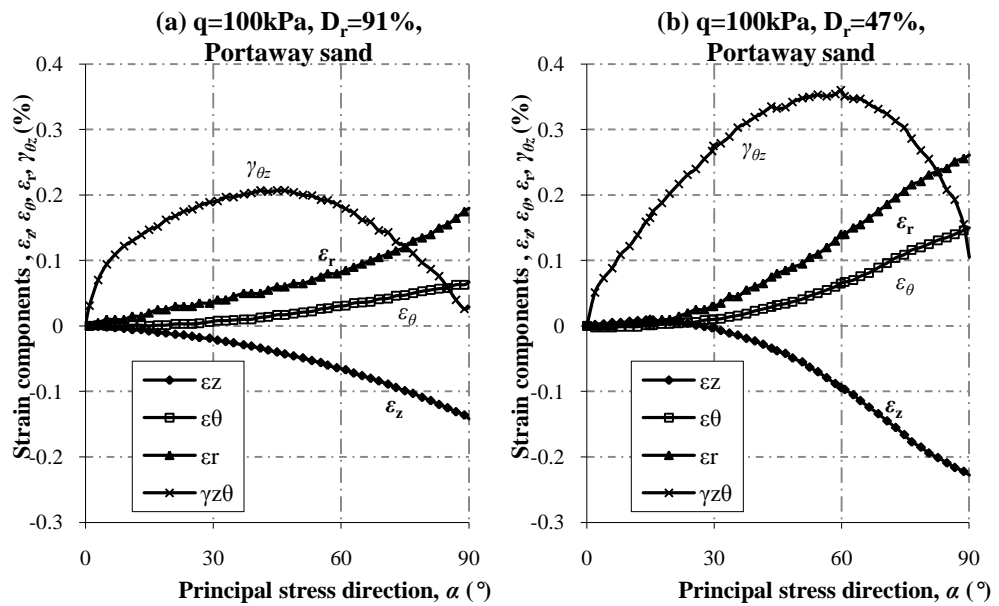 (a) q=100kPa, Dr=91%,
Portaway sand
Strain components , εz, εθ, εr, γθz (%)
0.4
0.3
0.2
0.1
0
-0.1
-0.2
-0.3
γθz
εr
εθ
εz
εz
εθ
εr
γzθ
0
30
60
90
Principal stress direction, α (°)
(b) q=100kPa, Dr=47%,
Portaway sand
Strain components , εz, εθ, εr, γθz (%)
0.4
0.3
0.2
0.1
0
-0.1
-0.2
-0.3
γθz
εr
εθ
εz
εz
εθ
εr
γzθ
0
30
60
90
Principal stress direction, α (°)